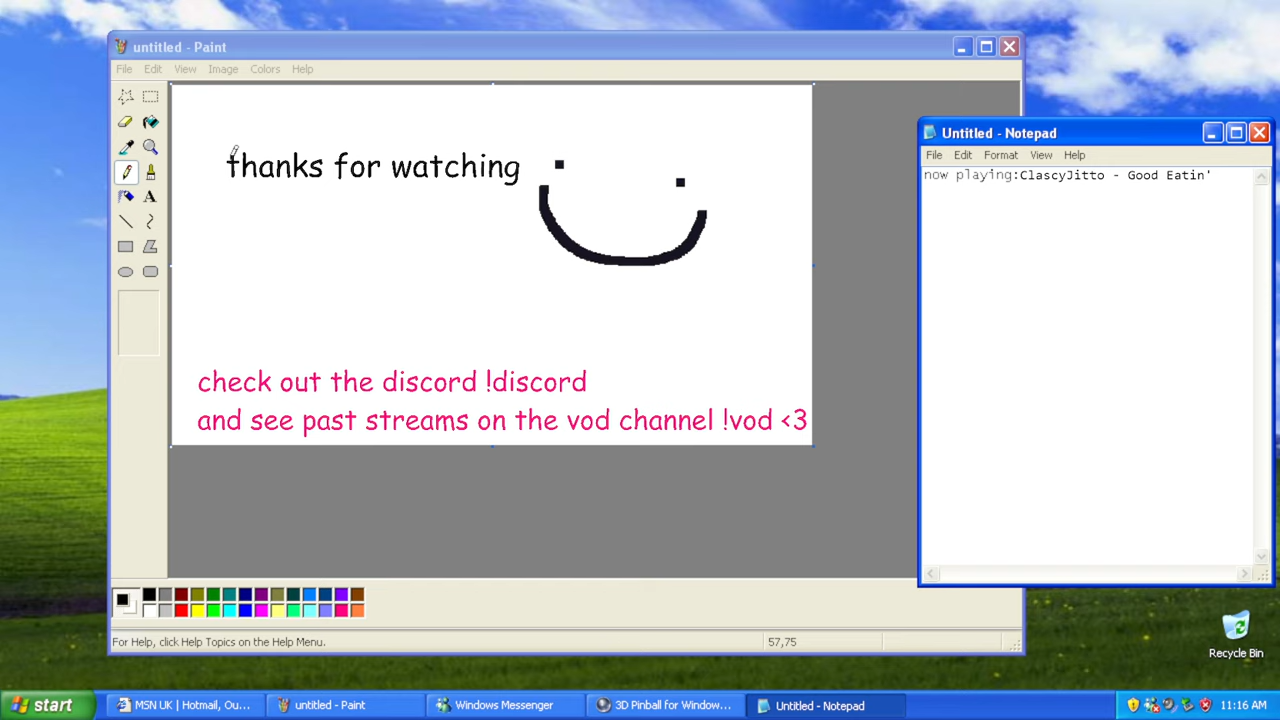 untitled - Paint
File Edit View Image Colors Help
thanks for watching
check out the discord !discord
and see past streams on the vod channel !vod <3
For Help, click Help Topics on the Help Menu.
57,75
Untitled - Notepad
File Edit Format View Help
now playing:ClascyJitto - Good Eatin'
Recycle Bin
start
MSN UK | Hotmail, Ou...
untitled - Paint
Windows Messenger
3D Pinball for Window...
Untitled - Notepad
11:16 AM